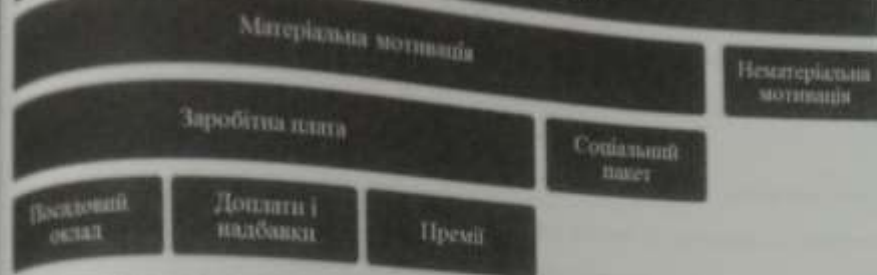 Матеріальна мотивація
Нематеріальна
мотивація
Заробітна плата
Соціальний
пакет
Посадовий
оклад
Доплати і
надбавки
Премії